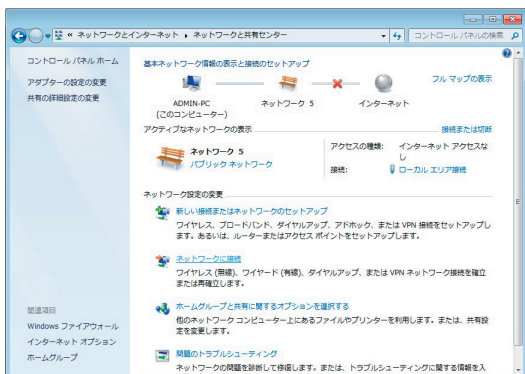 « ネットワークとインターネット ▸ ネットワークと共有センター
コントロール パネルの検索
コントロール パネル ホーム
アダプターの設定の変更
共有の詳細設定の変更
基本ネットワーク情報の表示と接続のセットアップ
フル マップの表示
ADMIN-PC
(このコンピューター)
ネットワーク 5
インターネット
アクティブなネットワークの表示
接続または切断
ネットワーク 5
パブリック ネットワーク
アクセスの種類: インターネット アクセスな
し
接続: ローカル エリア接続
ネットワーク設定の変更
新しい接続またはネットワークのセットアップ
ワイヤレス、ブロードバンド、ダイヤルアップ、アドホック、または VPN 接続をセットアップし
ます。あるいは、ルーターまたはアクセス ポイントをセットアップします。
ネットワークに接続
ワイヤレス (無線)、ワイヤード (有線)、ダイヤルアップ、または VPN ネットワーク接続を確立
または再確立します。
ホームグループと共有に関するオプションを選択する
他のネットワーク コンピューター上にあるファイルやプリンターを利用します。または、共有設
定を変更します。
問題のトラブルシューティング
ネットワークの問題を診断して修復します。または、トラブルシューティングに関する情報を入
関連項目
Windows ファイアウォール
インターネット オプション
ホームグループ